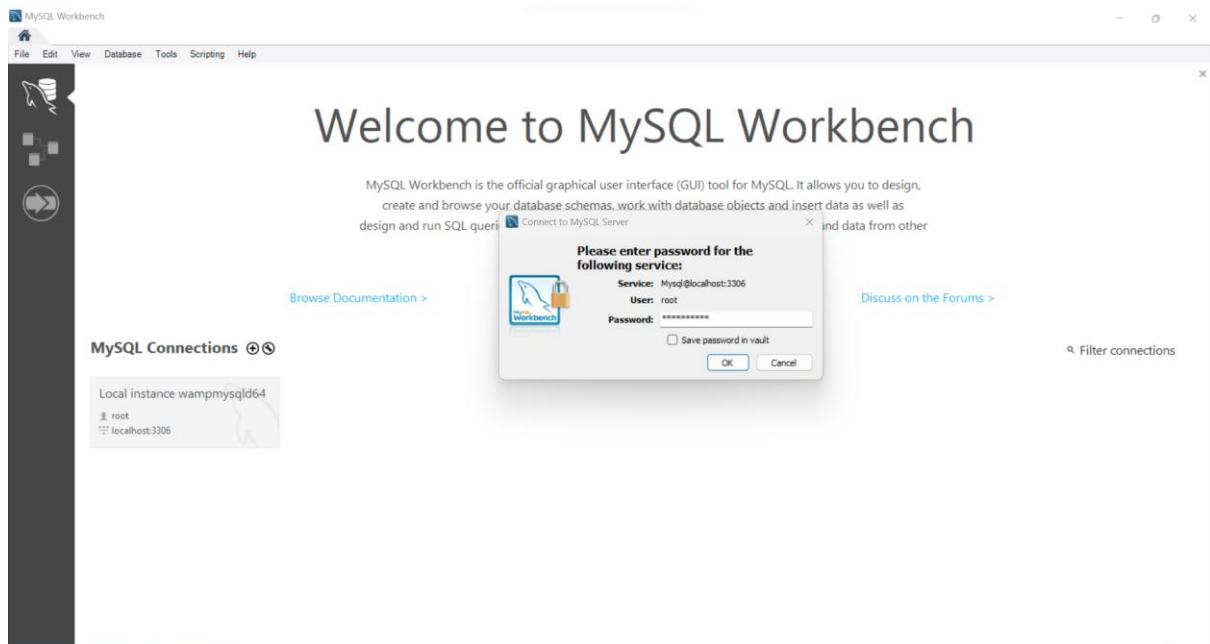 MySQL Workbench
File Edit View Database Tools Scripting Help
Welcome to MySQL Workbench
MySQL Workbench is the official graphical user interface (GUI) tool for MySQL. It allows you to design,
create and browse your database schemas, work with database objects and insert data as well as
design and run SQL queri
nd data from other
Connect to MySQL Server
Please enter password for the
following service:
Service: Mysql@localhost:3306
User: root
Password: **********
Save password in vault
OK Cancel
MySQL
Workbench
Browse Documentation >
Discuss on the Forums >
MySQL Connections
Filter connections
Local instance wampmysqld64
root
localhost:3306